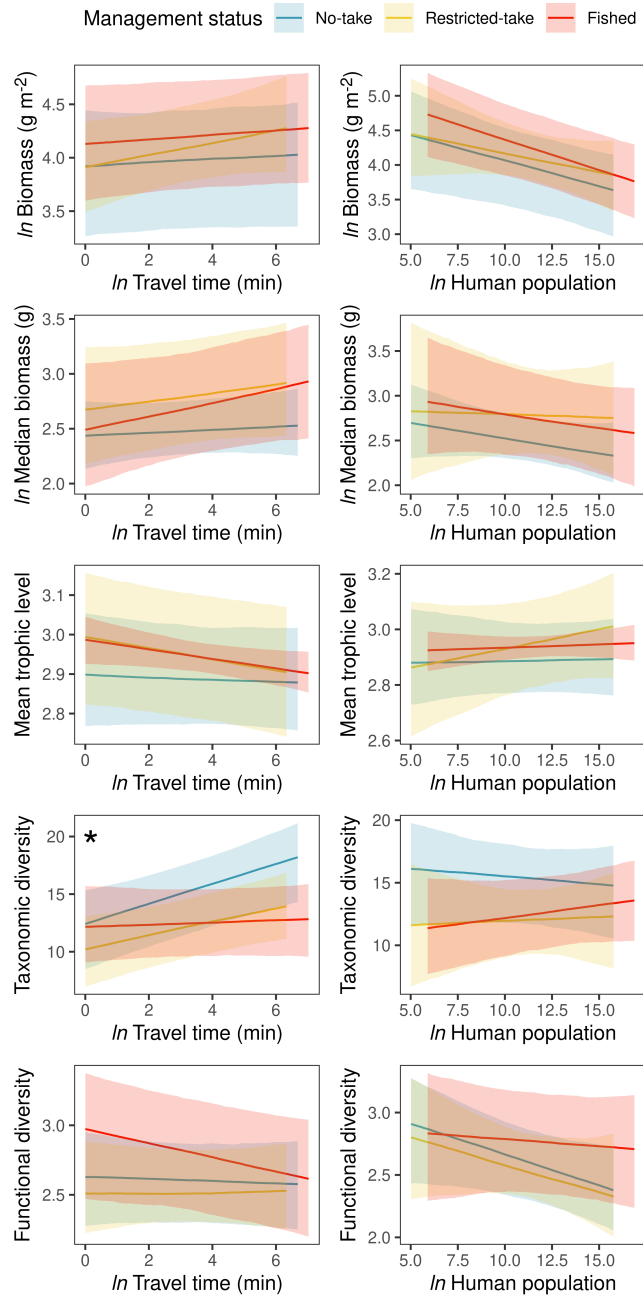 Management status No-take Restricted-take Fished
ln Biomass (g m-2)
4.5
4.0
3.5
0 2 4 6
ln Travel time (min)
ln Biomass (g m-2)
5.0
4.5
4.0
3.5
3.0
5.0 7.5 10.0 12.5 15.0
ln Human population
ln Median biomass (g)
3.5
3.0
2.5
2.0
0 2 4 6
ln Travel time (min)
ln Median biomass (g)
3.5
3.0
2.5
2.0
5.0 7.5 10.0 12.5 15.0
ln Human population
Mean trophic level
3.1
3.0
2.9
2.8
0 2 4 6
ln Travel time (min)
Mean trophic level
3.2
3.0
2.8
2.6
5.0 7.5 10.0 12.5 15.0
ln Human population
Taxonomic diversity
20
15
10
*
0 2 4 6
ln Travel time (min)
Taxonomic diversity
20
15
10
5.0 7.5 10.0 12.5 15.0
ln Human population
Functional diversity
3.0
2.5
0 2 4 6
ln Travel time (min)
Functional diversity
3.0
2.5
2.0
5.0 7.5 10.0 12.5 15.0
ln Human population